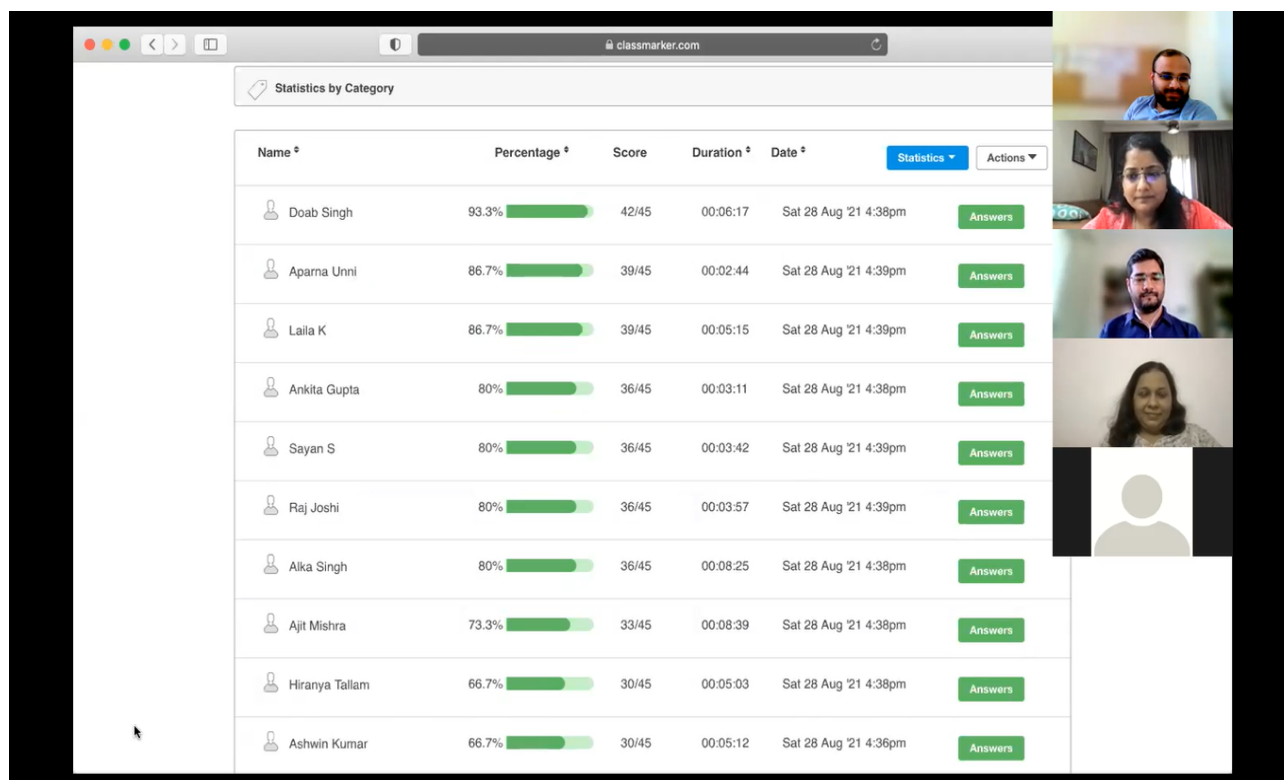 classmarker.com
Statistics by Category
Name Percentage Score Duration Date Statistics Actions
Doab Singh 93.3% 42/45 00:06:17 Sat 28 Aug '21 4:38pm Answers
Aparna Unni 86.7% 39/45 00:02:44 Sat 28 Aug '21 4:39pm Answers
Laila K 86.7% 39/45 00:05:15 Sat 28 Aug '21 4:39pm Answers
Ankita Gupta 80% 36/45 00:03:11 Sat 28 Aug '21 4:38pm Answers
Sayan S 80% 36/45 00:03:42 Sat 28 Aug '21 4:39pm Answers
Raj Joshi 80% 36/45 00:03:57 Sat 28 Aug '21 4:39pm Answers
Alka Singh 80% 36/45 00:08:25 Sat 28 Aug '21 4:38pm Answers
Ajit Mishra 73.3% 33/45 00:08:39 Sat 28 Aug '21 4:38pm Answers
Hiranya Tallam 66.7% 30/45 00:05:03 Sat 28 Aug '21 4:38pm Answers
Ashwin Kumar 66.7% 30/45 00:05:12 Sat 28 Aug '21 4:36pm Answers